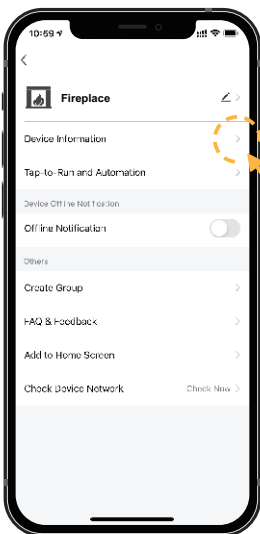 10:59
Fireplace
Device Information
Tap-to-Run and Automation
Device Offline Notification
Offline Notification
Others
Create Group
FAQ & Feedback
Add to Home Screen
Check Device Network Check Now